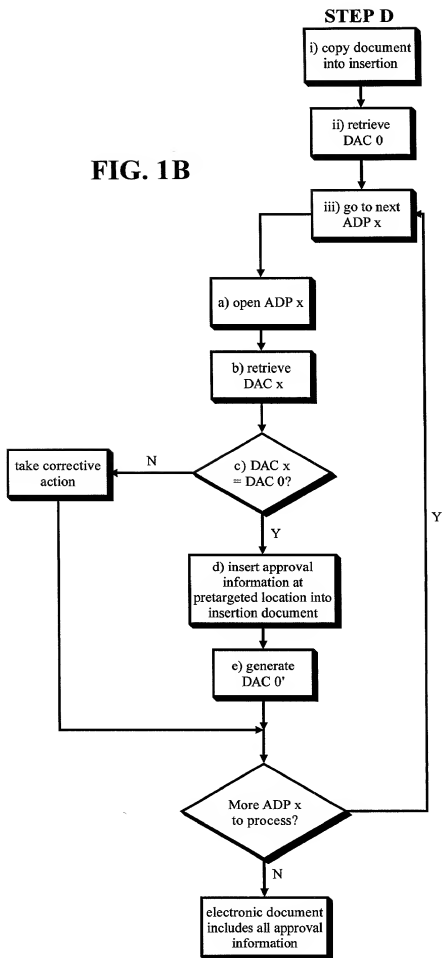 STEP D
i) copy document
into insertion
ii) retrieve
DAC 0
FIG. 1B
iii) go to next
ADP x
a) open ADP x
b) retrieve
DAC x
take corrective
action
N
c) DAC x
= DAC 0?
Y
Y
d) insert approval
information at
pretargeted location into
insertion document
e) generate
DAC 0'
More ADP x
to process?
N
electronic document
includes all approval
information